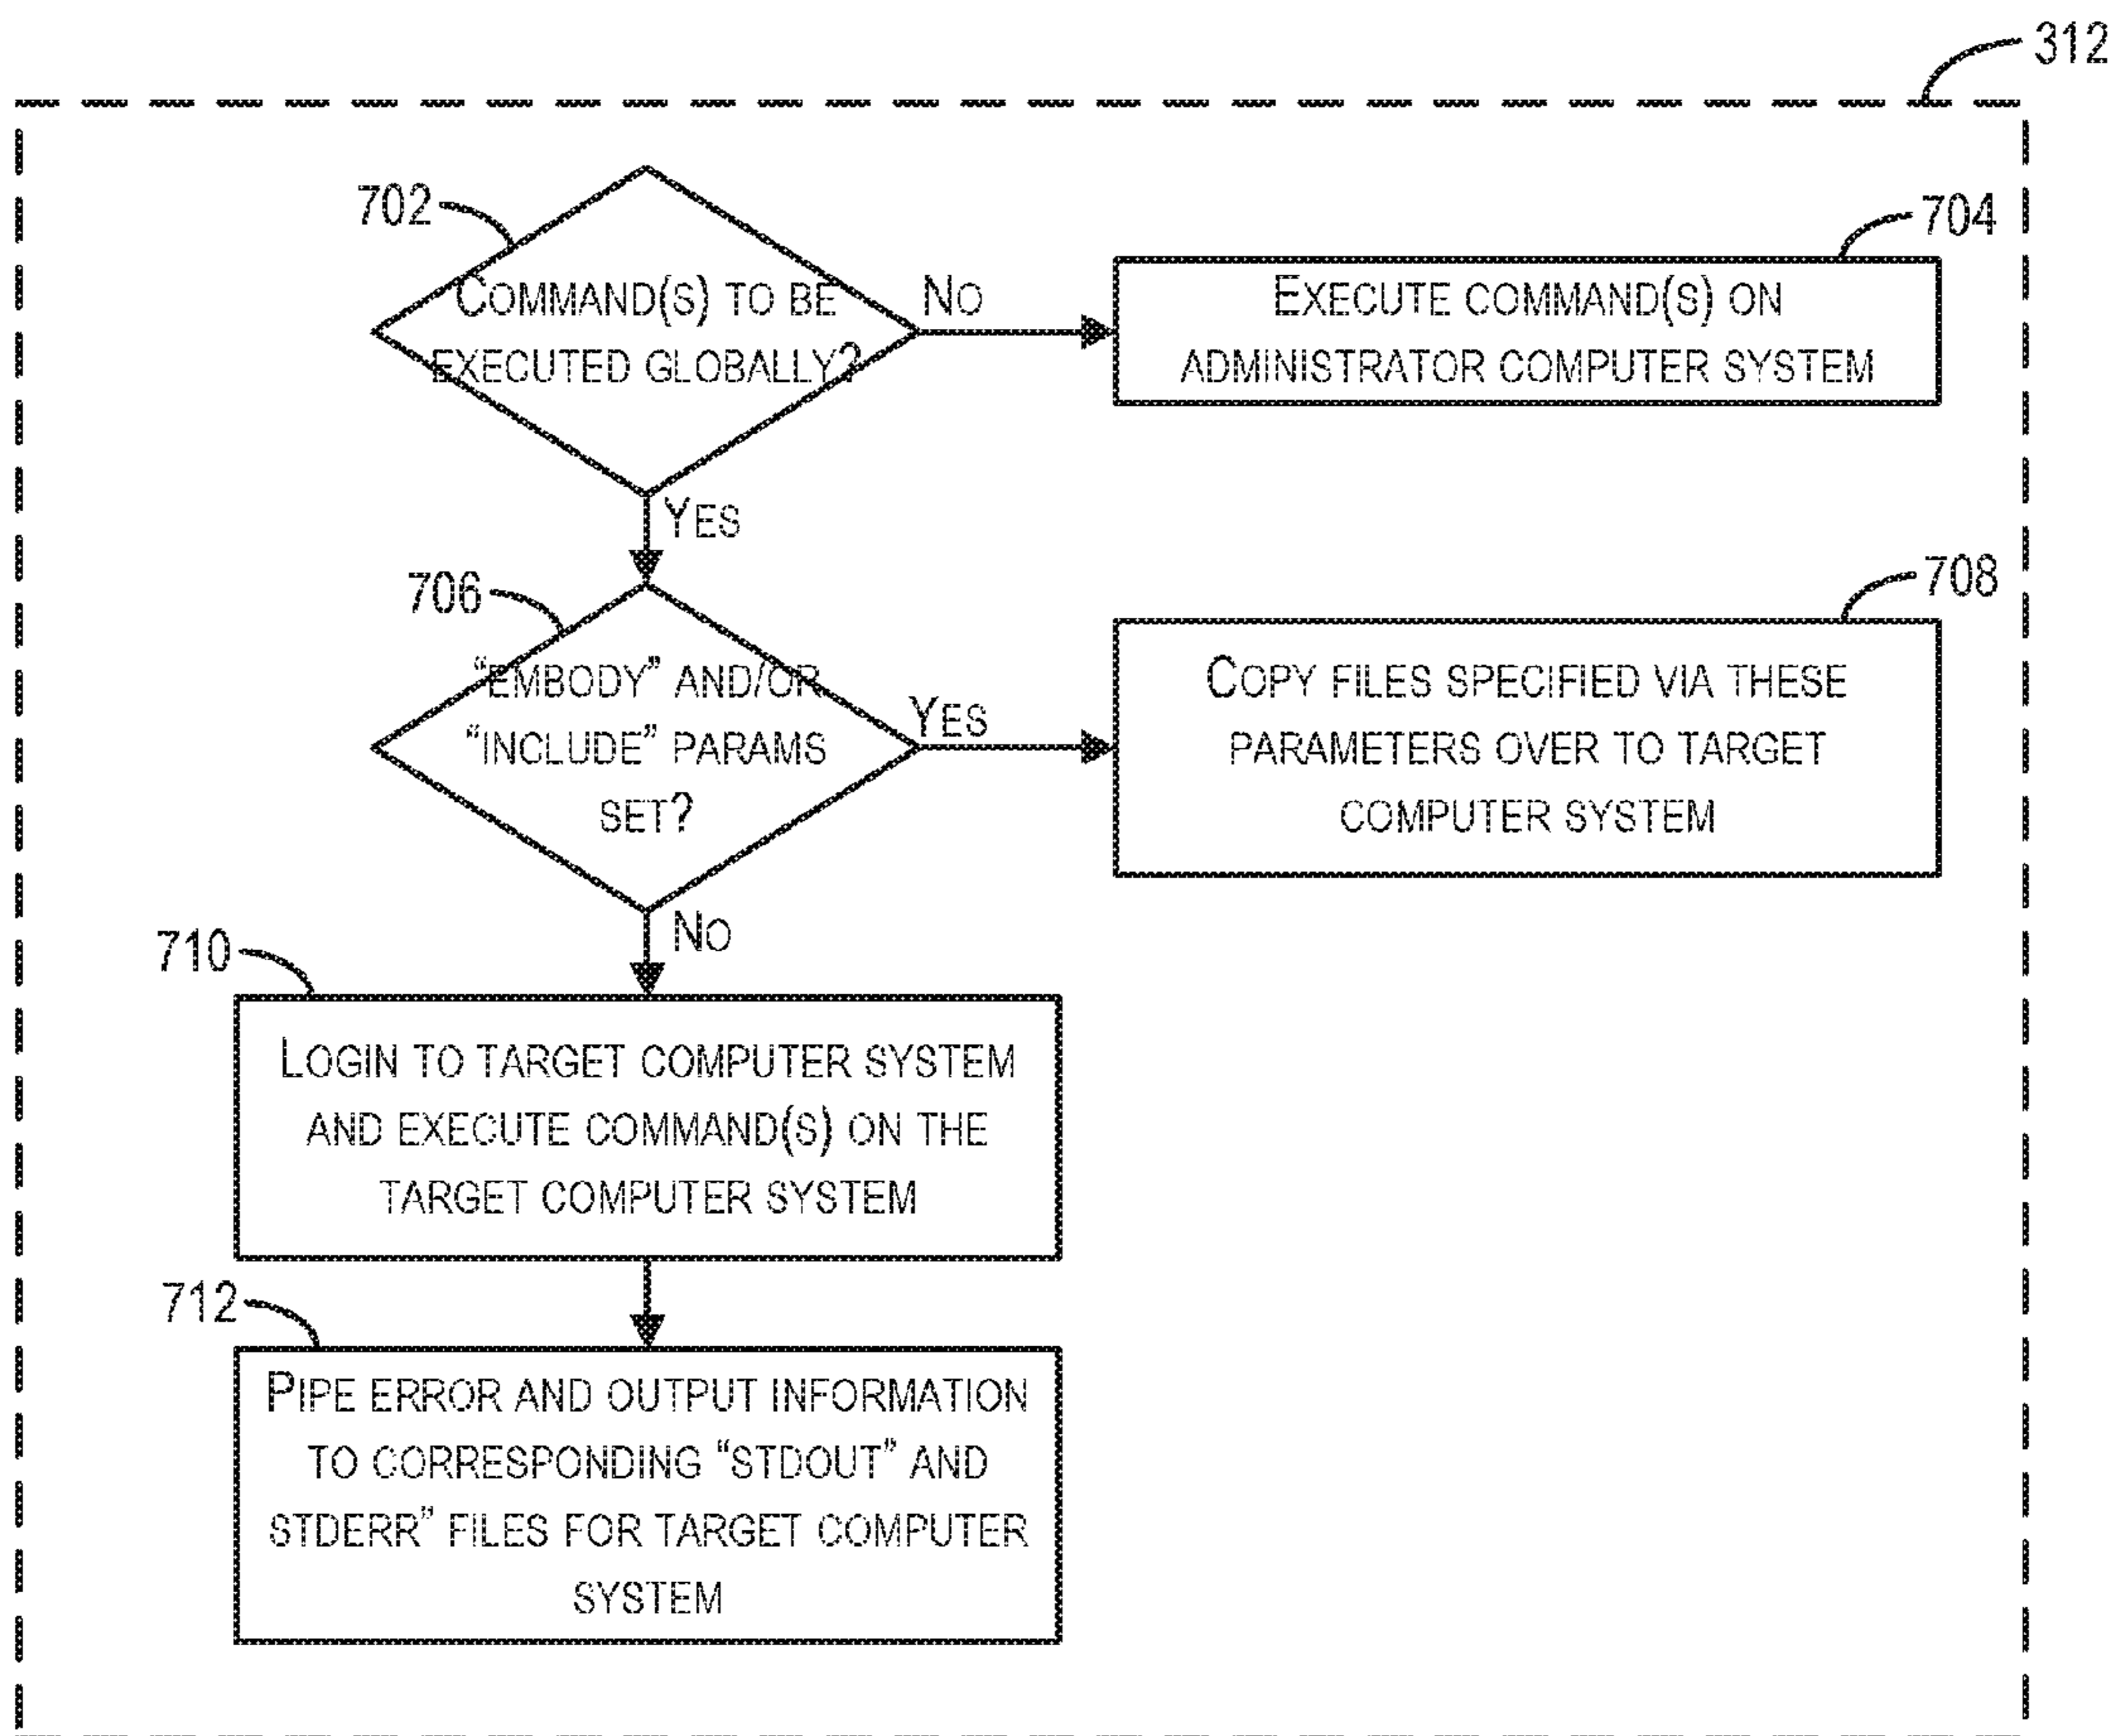 312
702
COMMAND(S) TO BE
EXECUTED GLOBALLY?
NO
704
EXECUTE COMMAND(S) ON
ADMINISTRATOR COMPUTER SYSTEM
YES
706
“EMBODY” AND/OR
“INCLUDE” PARAMS
SET?
YES
708
COPY FILES SPECIFIED VIA THESE
PARAMETERS OVER TO TARGET
COMPUTER SYSTEM
NO
710
LOGIN TO TARGET COMPUTER SYSTEM
AND EXECUTE COMMAND(S) ON THE
TARGET COMPUTER SYSTEM
712
PIPE ERROR AND OUTPUT INFORMATION
TO CORRESPONDING “STDOUT” AND
STDERR” FILES FOR TARGET COMPUTER
SYSTEM